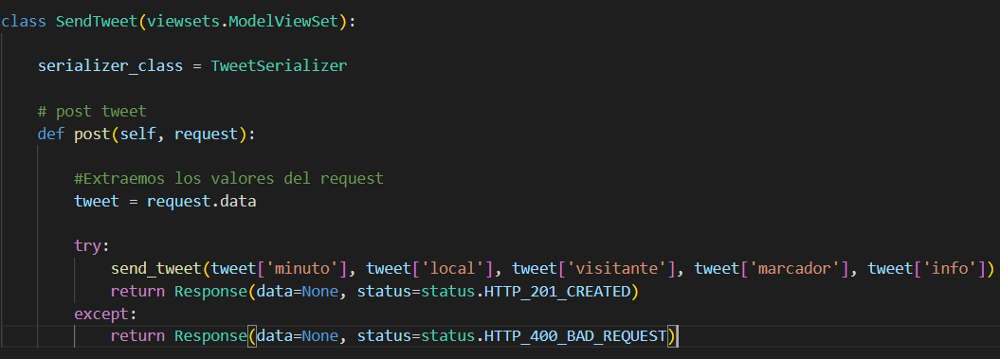 class SendTweet(viewsets.ModelViewSet):
serializer_class = TweetSerializer
# post tweet
def post(self, request):
#Extraemos los valores del request
tweet = request.data
try:
send_tweet(tweet['minuto'], tweet['local'], tweet['visitante'], tweet['marcador'], tweet['info'])
return Response(data=None, status=status.HTTP_201_CREATED)
except:
return Response(data=None, status=status.HTTP_400_BAD_REQUEST)